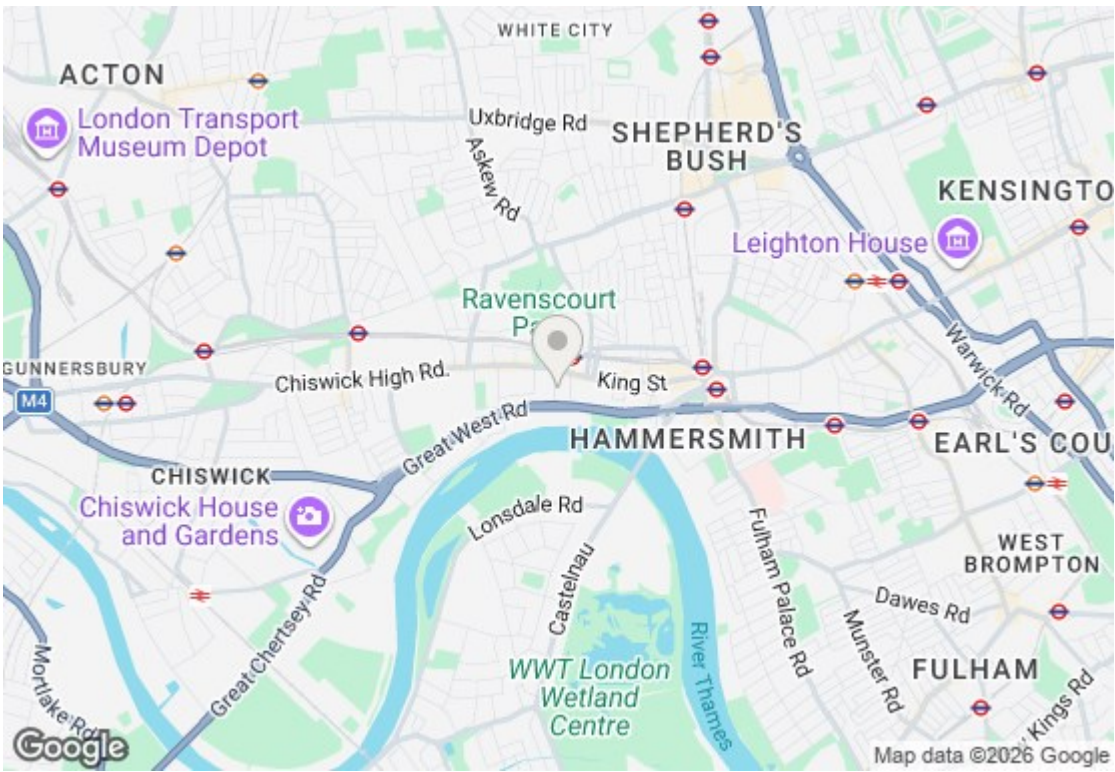 WHITE CITY
ACTON
London Transport
Museum Depot
Uxbridge Rd
SHEPHERD'S
BUSH
Askew Rd
KENSINGTO
Leighton House
Ravenscourt
Pa
GUNNERSBURY
Chiswick High Rd.
King St
Warwick Rd
M4
Great West Rd
HAMMERSMITH
EARL'S COU
CHISWICK
Chiswick House
and Gardens
Lonsdale Rd
Fulham Palace Rd
WEST
BROMPTON
Castelnau
Dawes Rd
Great Chertsey Rd
Munster Rd
River Thames
Mortlake Rd
WWT London
Wetland
Centre
FULHAM
Kings Rd
Google
Map data ©2026 Google